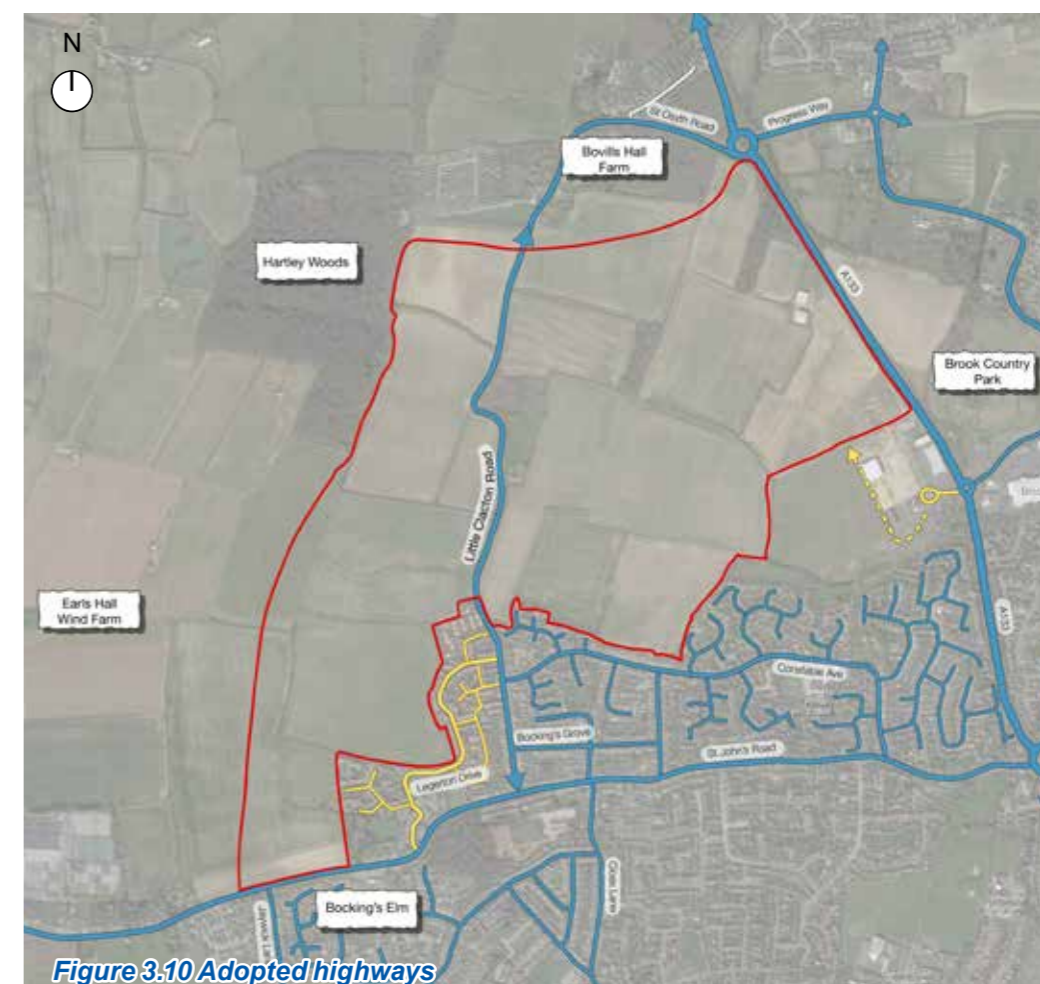 N
St Osyth Road
Progress Way
Bovills Hall
Farm
Hartley Woods
A133
Brook Country
Park
Little Clacton Road
Earls Hall
Wind Farm
A133
Constable Ave
Bocking's Grove
St John's Road
Legerton Drive
Bocking's Elm
Figure 3.10 Adopted highways